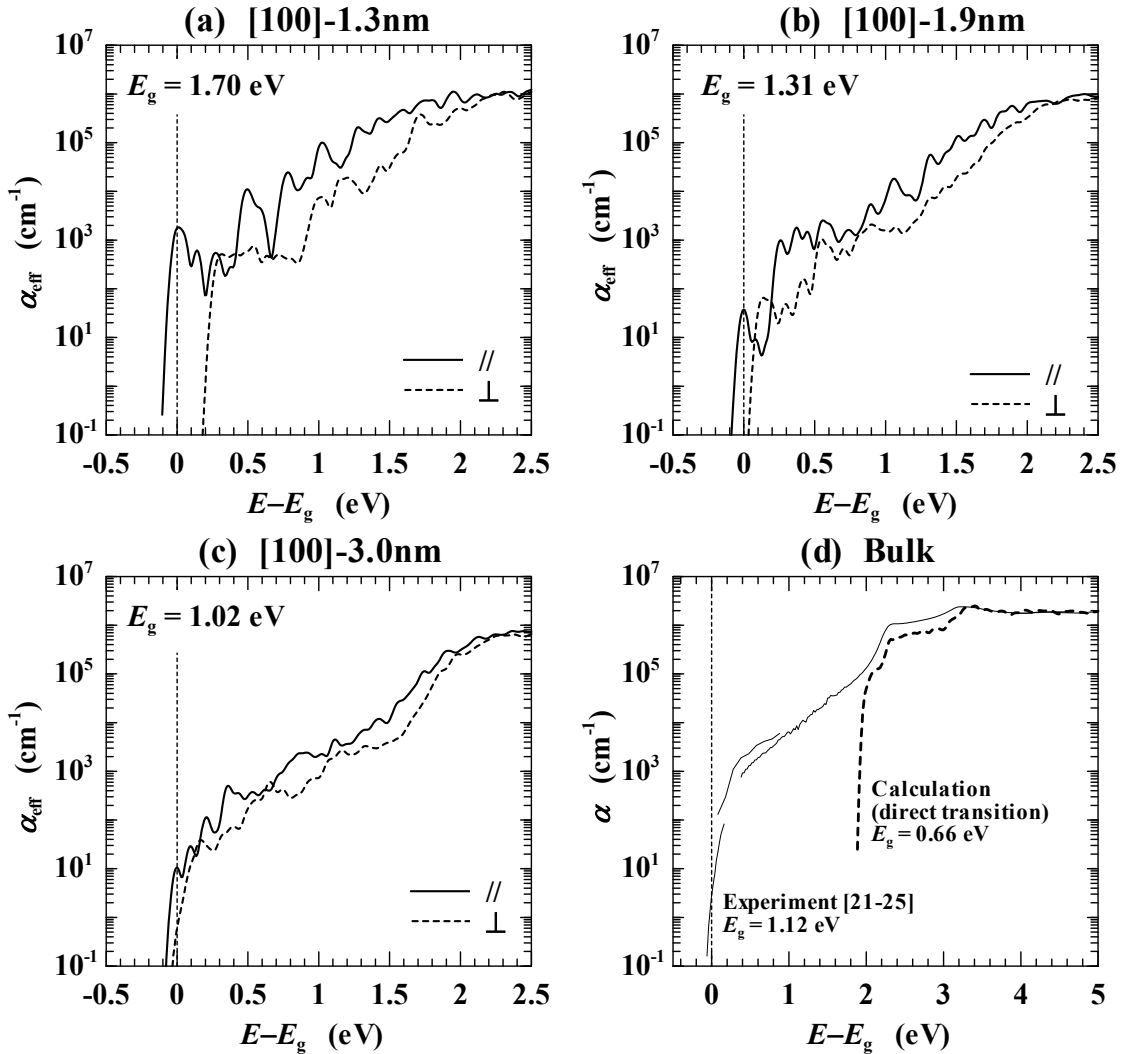 (a) [100]-1.3nm
10^7
10^5
10^3
10^1
10^-1
α_eff (cm^-1)
E_g = 1.70 eV
//
⊥
-0.5 0 0.5 1 1.5 2 2.5
E−E_g (eV)
(b) [100]-1.9nm
10^7
10^5
10^3
10^1
10^-1
α_eff (cm^-1)
E_g = 1.31 eV
//
⊥
-0.5 0 0.5 1 1.5 2 2.5
E−E_g (eV)
(c) [100]-3.0nm
10^7
10^5
10^3
10^1
10^-1
α_eff (cm^-1)
E_g = 1.02 eV
//
⊥
-0.5 0 0.5 1 1.5 2 2.5
E−E_g (eV)
(d) Bulk
10^7
10^5
10^3
10^1
10^-1
α (cm^-1)
Calculation
(direct transition)
E_g = 0.66 eV
Experiment [21-25]
E_g = 1.12 eV
0 1 2 3 4 5
E−E_g (eV)